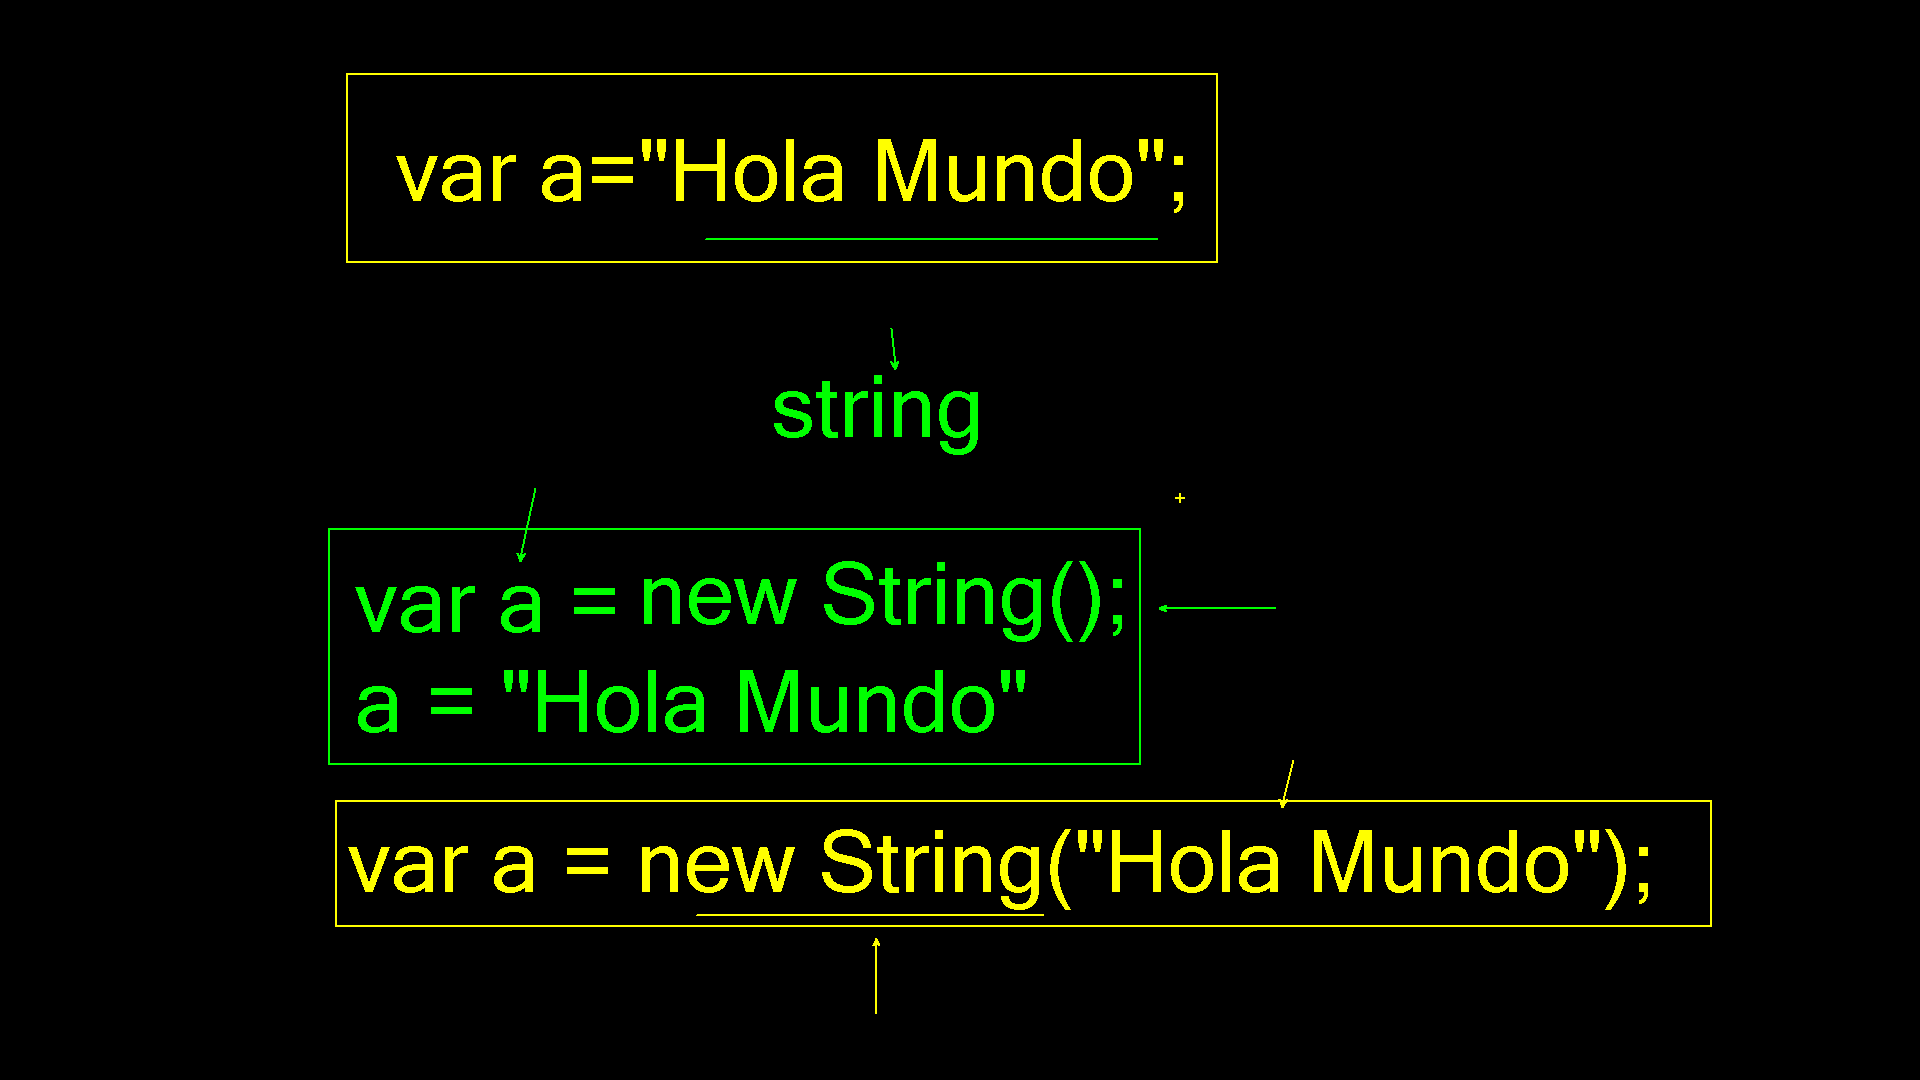 var a="Hola Mundo";
string
var a = new String();
a = "Hola Mundo"
var a = new String("Hola Mundo");